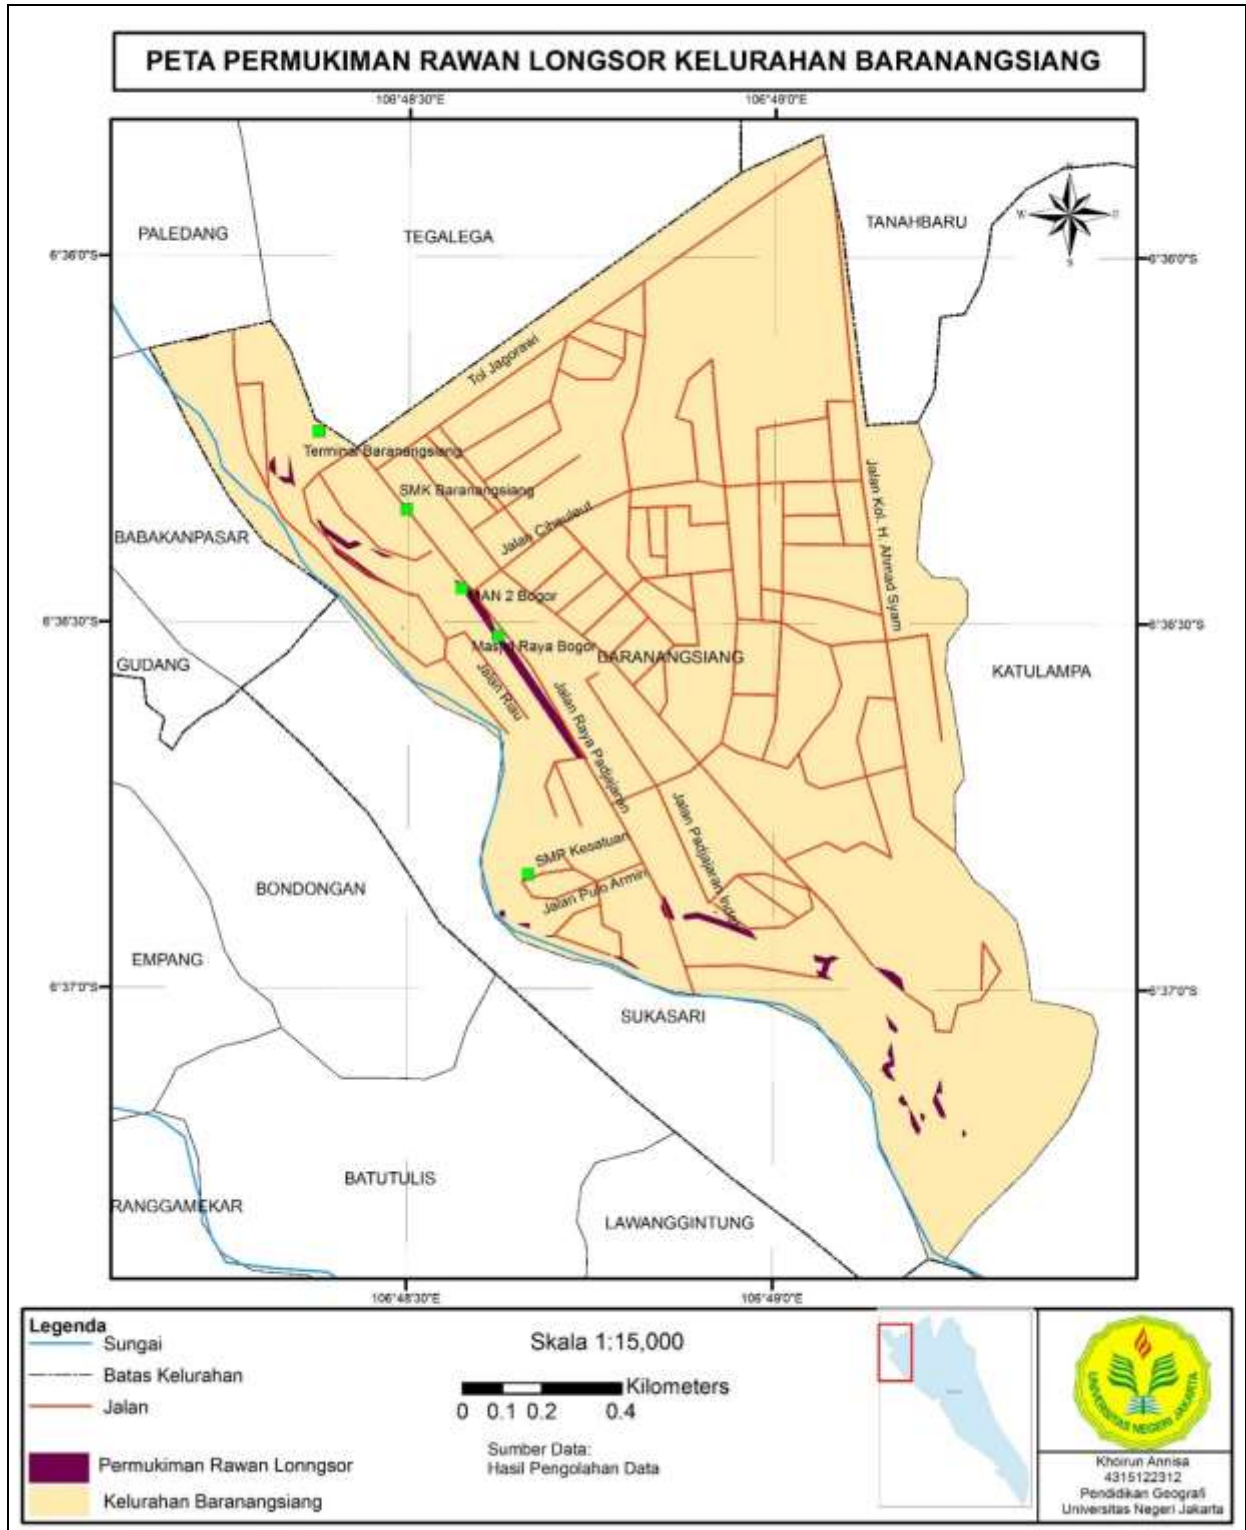 PETA PERMUKIMAN RAWAN LONGSOR KELURAHAN BARANANGSIANG
106°48'30"E
106°49'0"E
N
W
S
PALEDANG
TEGALEGA
TANAHBARU
6°36'0"S
6°36'0"S
Tol Jagorawi
Terminal Baranangsiang
SMK Baranangsiang
Jalan Ciheuleut
Jalan Kol. H. Ahmad Syam
BABAKANPASAR
MAN 2 Bogor
6°36'30"S
6°36'30"S
Masjid Raya Bogor
BARANANGSIANG
GUDANG
KATULAMPA
Jalan Riau
Jalan Raya Padjajaran
Jalan Padjajaran Indah
SMP Kesatuan
Jalan Pulo Armin
BONDONGAN
EMPANG
6°37'0"S
6°37'0"S
SUKASARI
BATUTULIS
RANGGAMEKAR
LAWANGGINTUNG
106°48'30"E
106°49'0"E
Legenda
Sungai
Batas Kelurahan
Jalan
Permukiman Rawan Lonngsor
Kelurahan Baranangsiang
Skala 1:15,000
Kilometers
0 0.1 0.2 0.4
Sumber Data:
Hasil Pengolahan Data
UNIVERSITAS NEGERI JAKARTA
Khoirun Annisa
4315122312
Pendidikan Geografi
Universitas Negeri Jakarta